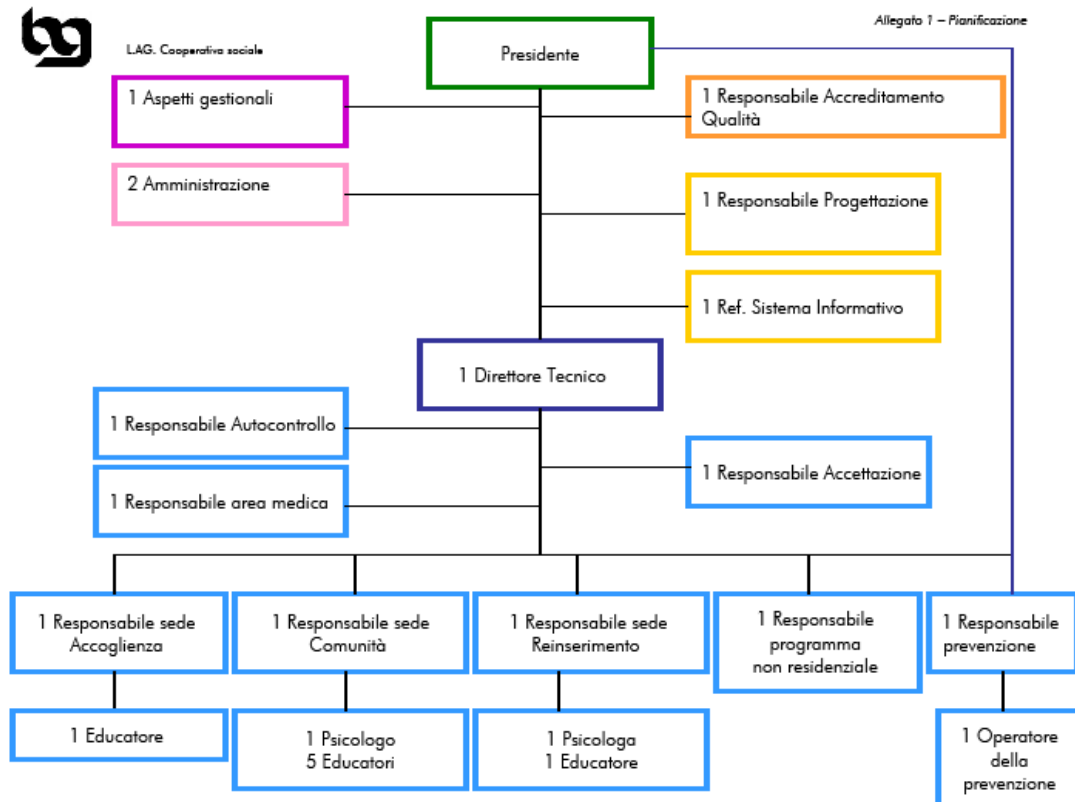 Allegato 1 – Pianificazione
L.AG. Cooperativa sociale
Presidente
1 Aspetti gestionali
1 Responsabile Accreditamento
Qualità
2 Amministrazione
1 Responsabile Progettazione
1 Ref. Sistema Informativo
1 Direttore Tecnico
1 Responsabile Autocontrollo
1 Responsabile Accettazione
1 Responsabile area medica
1 Responsabile sede
Accoglienza
1 Responsabile sede
Comunità
1 Responsabile sede
Reinserimento
1 Responsabile
programma
non residenziale
1 Responsabile
prevenzione
1 Educatore
1 Psicologo
5 Educatori
1 Psicologa
1 Educatore
1 Operatore
della
prevenzione